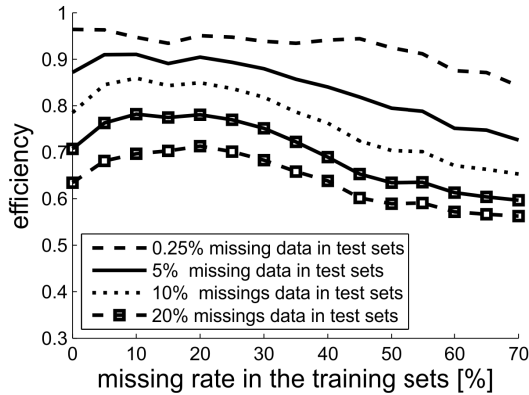 1
0.9
0.8
0.7
0.6
0.5
0.4
0.3
efficiency
0.25% missing data in test sets
5% missing data in test sets
10% missings data in test sets
20% missings data in test sets
0 10 20 30 40 50 60 70
missing rate in the training sets [%]